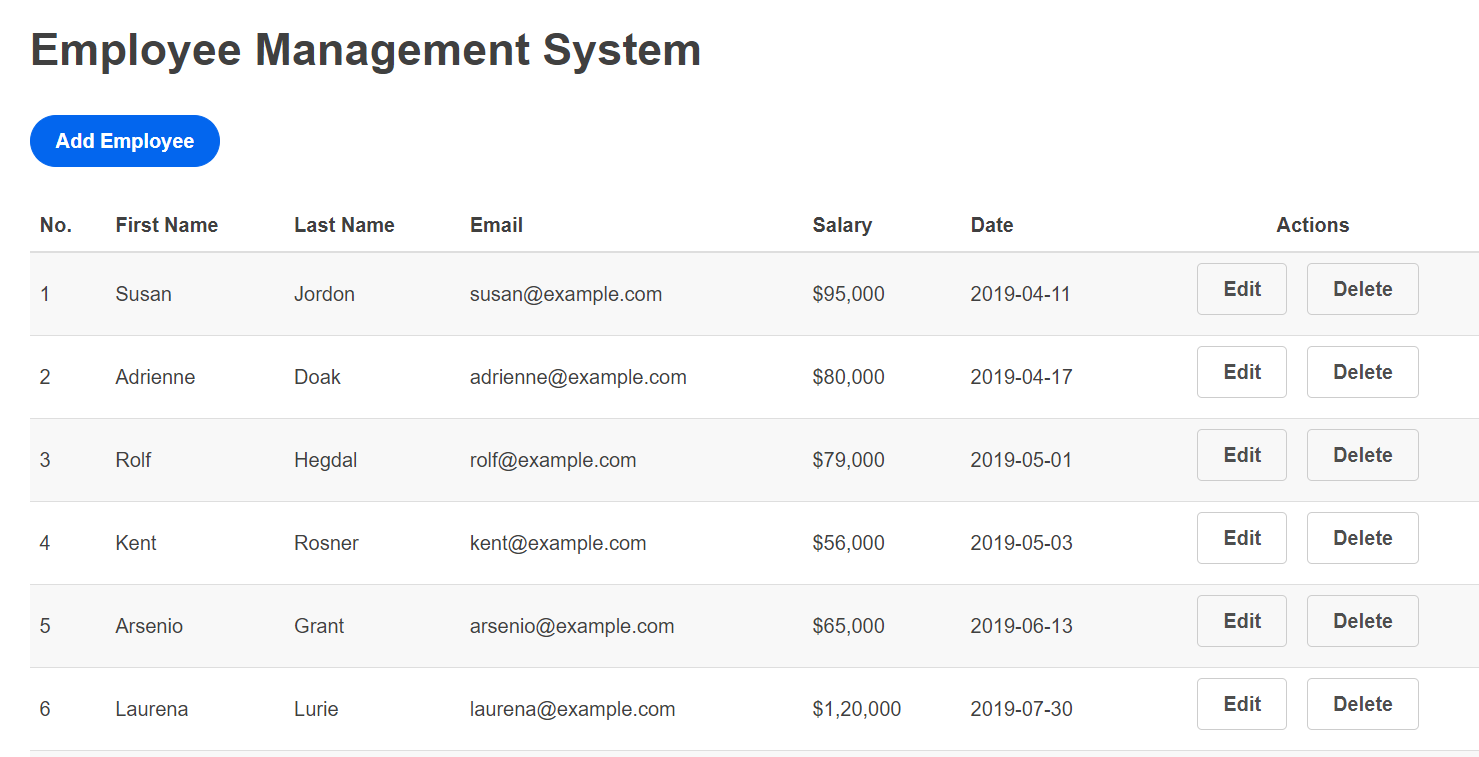 Employee Management System
Add Employee
No. First Name Last Name Email Salary Date Actions
1 Susan Jordon susan@example.com $95,000 2019-04-11 Edit Delete
2 Adrienne Doak adrienne@example.com $80,000 2019-04-17 Edit Delete
3 Rolf Hegdal rolf@example.com $79,000 2019-05-01 Edit Delete
4 Kent Rosner kent@example.com $56,000 2019-05-03 Edit Delete
5 Arsenio Grant arsenio@example.com $65,000 2019-06-13 Edit Delete
6 Laurena Lurie laurena@example.com $1,20,000 2019-07-30 Edit Delete